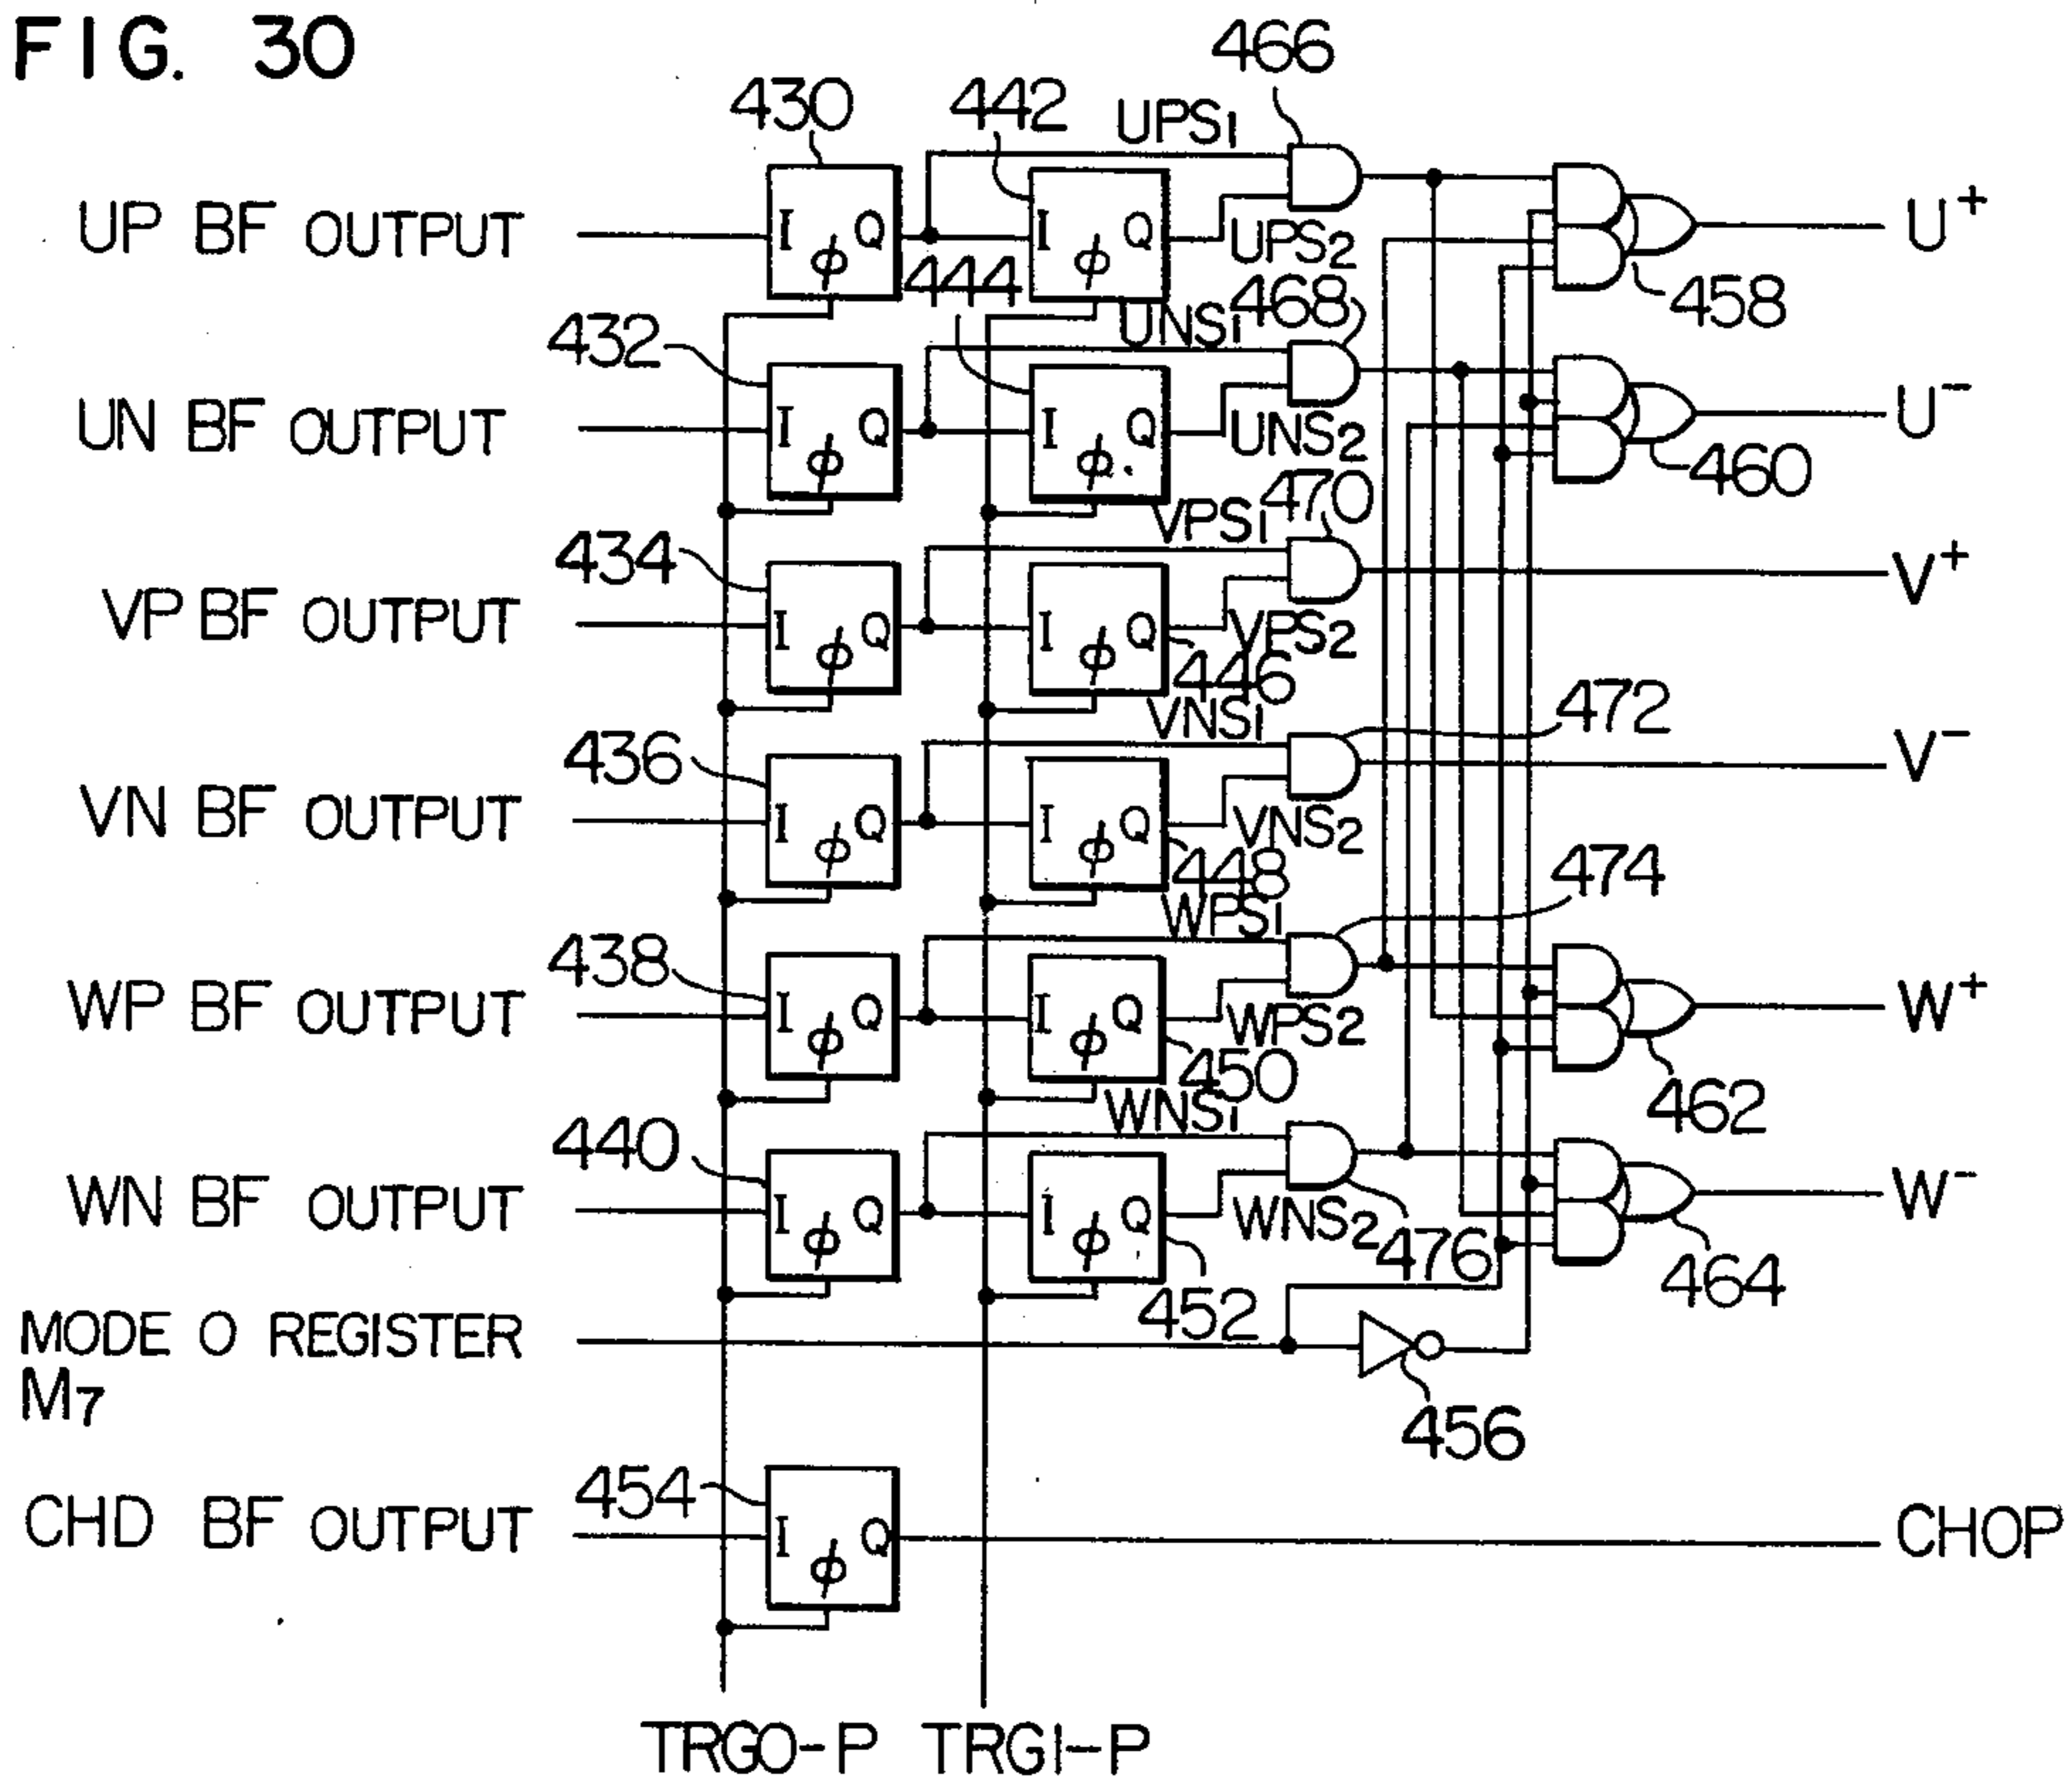 FIG. 30
466
430
442
UPS1
UP BF OUTPUT
I
Q
φ
I
Q
φ
UPS2
U+
458
444
UNS1
468
432
UN BF OUTPUT
I
Q
φ
I
Q
φ
UNS2
U-
460
VPS1
470
434
VP BF OUTPUT
I
Q
φ
I
Q
φ
VPS2
V+
446
VNS1
472
436
VN BF OUTPUT
I
Q
φ
I
Q
φ
VNS2
V-
448
WPS1
474
438
WP BF OUTPUT
I
Q
φ
I
Q
φ
WPS2
W+
450
462
WNS1
440
WN BF OUTPUT
I
Q
φ
I
Q
φ
WNS2
W-
476
464
452
MODE 0 REGISTER
M7
456
454
CHD BF OUTPUT
I
Q
φ
CHOP
TRG0-P
TRG1-P